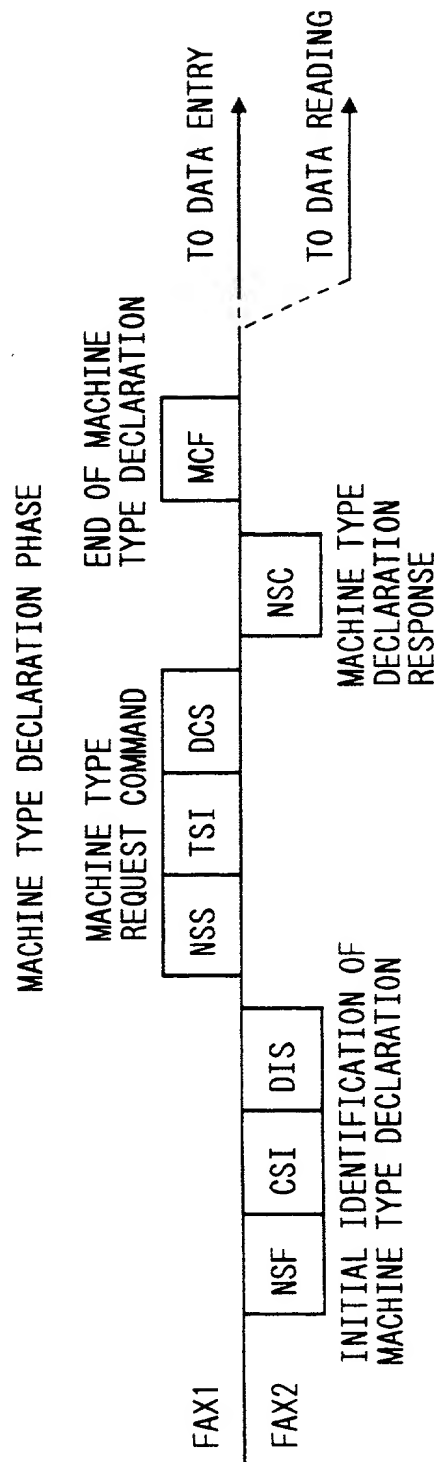 MACHINE TYPE DECLARATION PHASE
MACHINE TYPE
REQUEST COMMAND
END OF MACHINE
TYPE DECLARATION
FAX1
NSS TSI DCS
MCF
TO DATA ENTRY
FAX2
NSF CSI DIS
NSC
TO DATA READING
INITIAL IDENTIFICATION OF
MACHINE TYPE DECLARATION
MACHINE TYPE
DECLARATION
RESPONSE